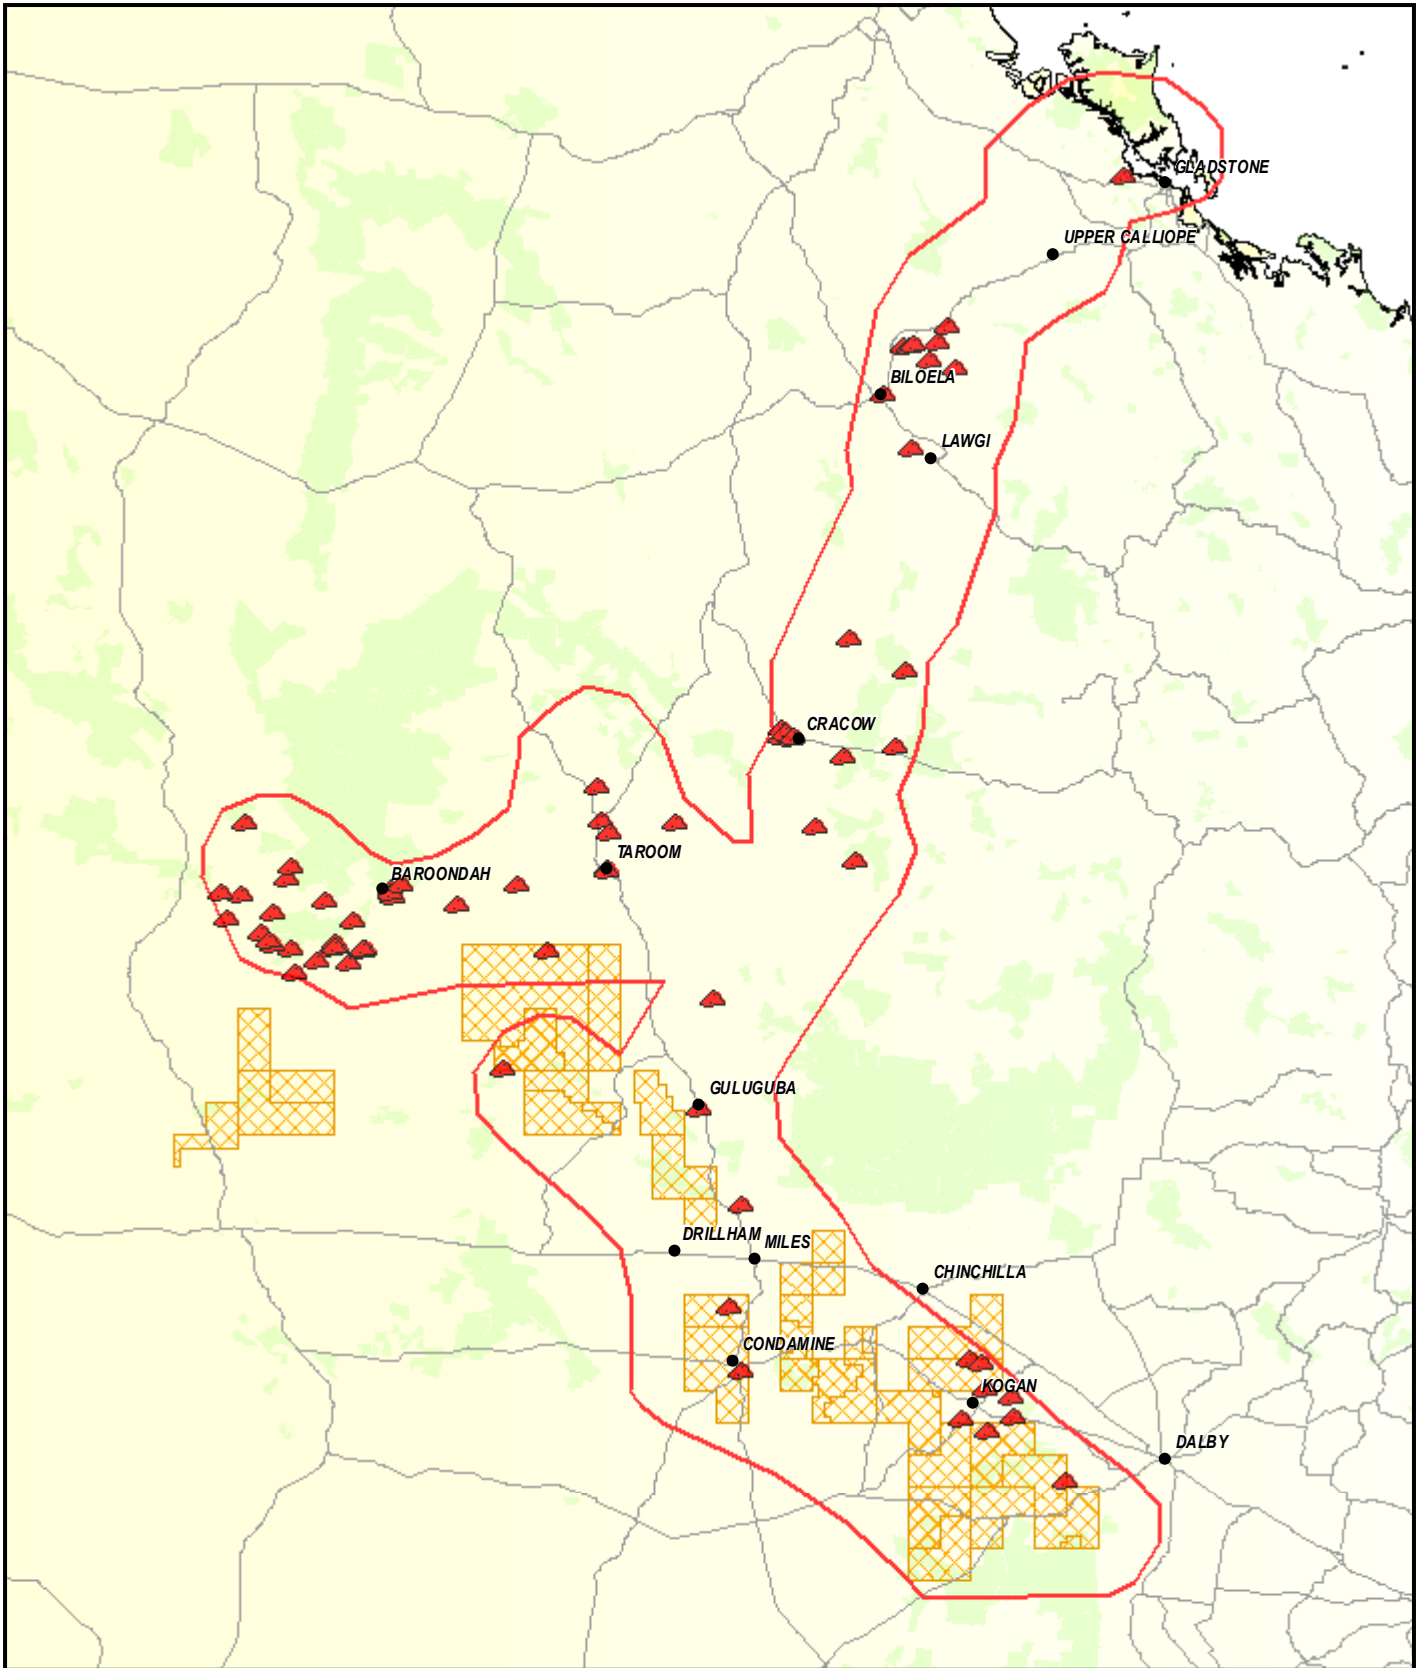 GLADSTONE
UPPER CALLIOPE
BILOELA
LAWGI
CRACOW
TAROOM
BAROONDAH
GULUGUBA
DRILLHAM
MILES
CHINCHILLA
CONDAMINE
KOGAN
DALBY